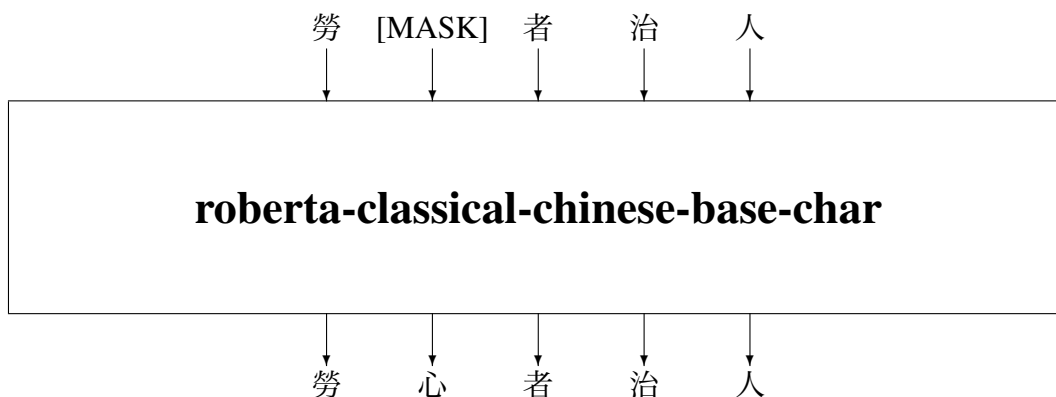 勞 [MASK] 者 治 人
roberta-classical-chinese-base-char
勞 心 者 治 人